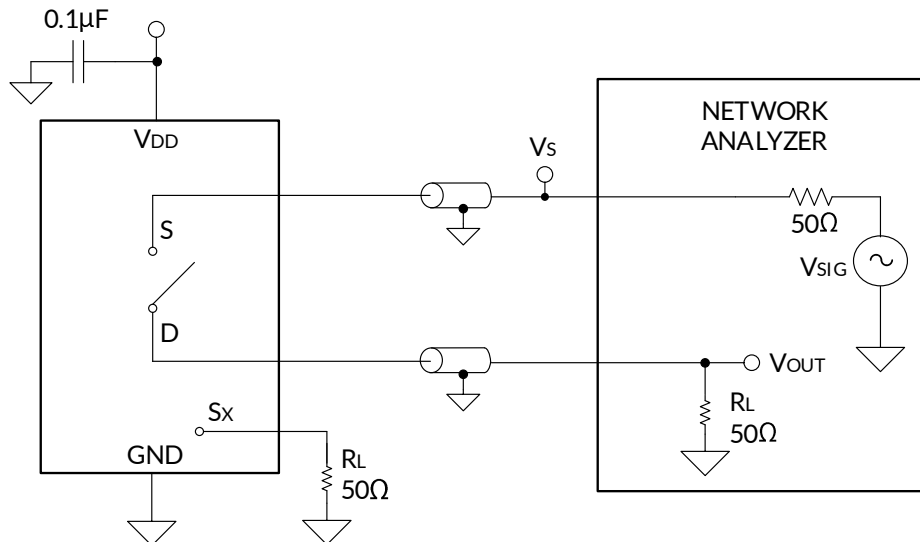 0.1µF
VDD
S
D
SX
GND
RL
50Ω
VS
NETWORK
ANALYZER
50Ω
VSIG
VOUT
RL
50Ω